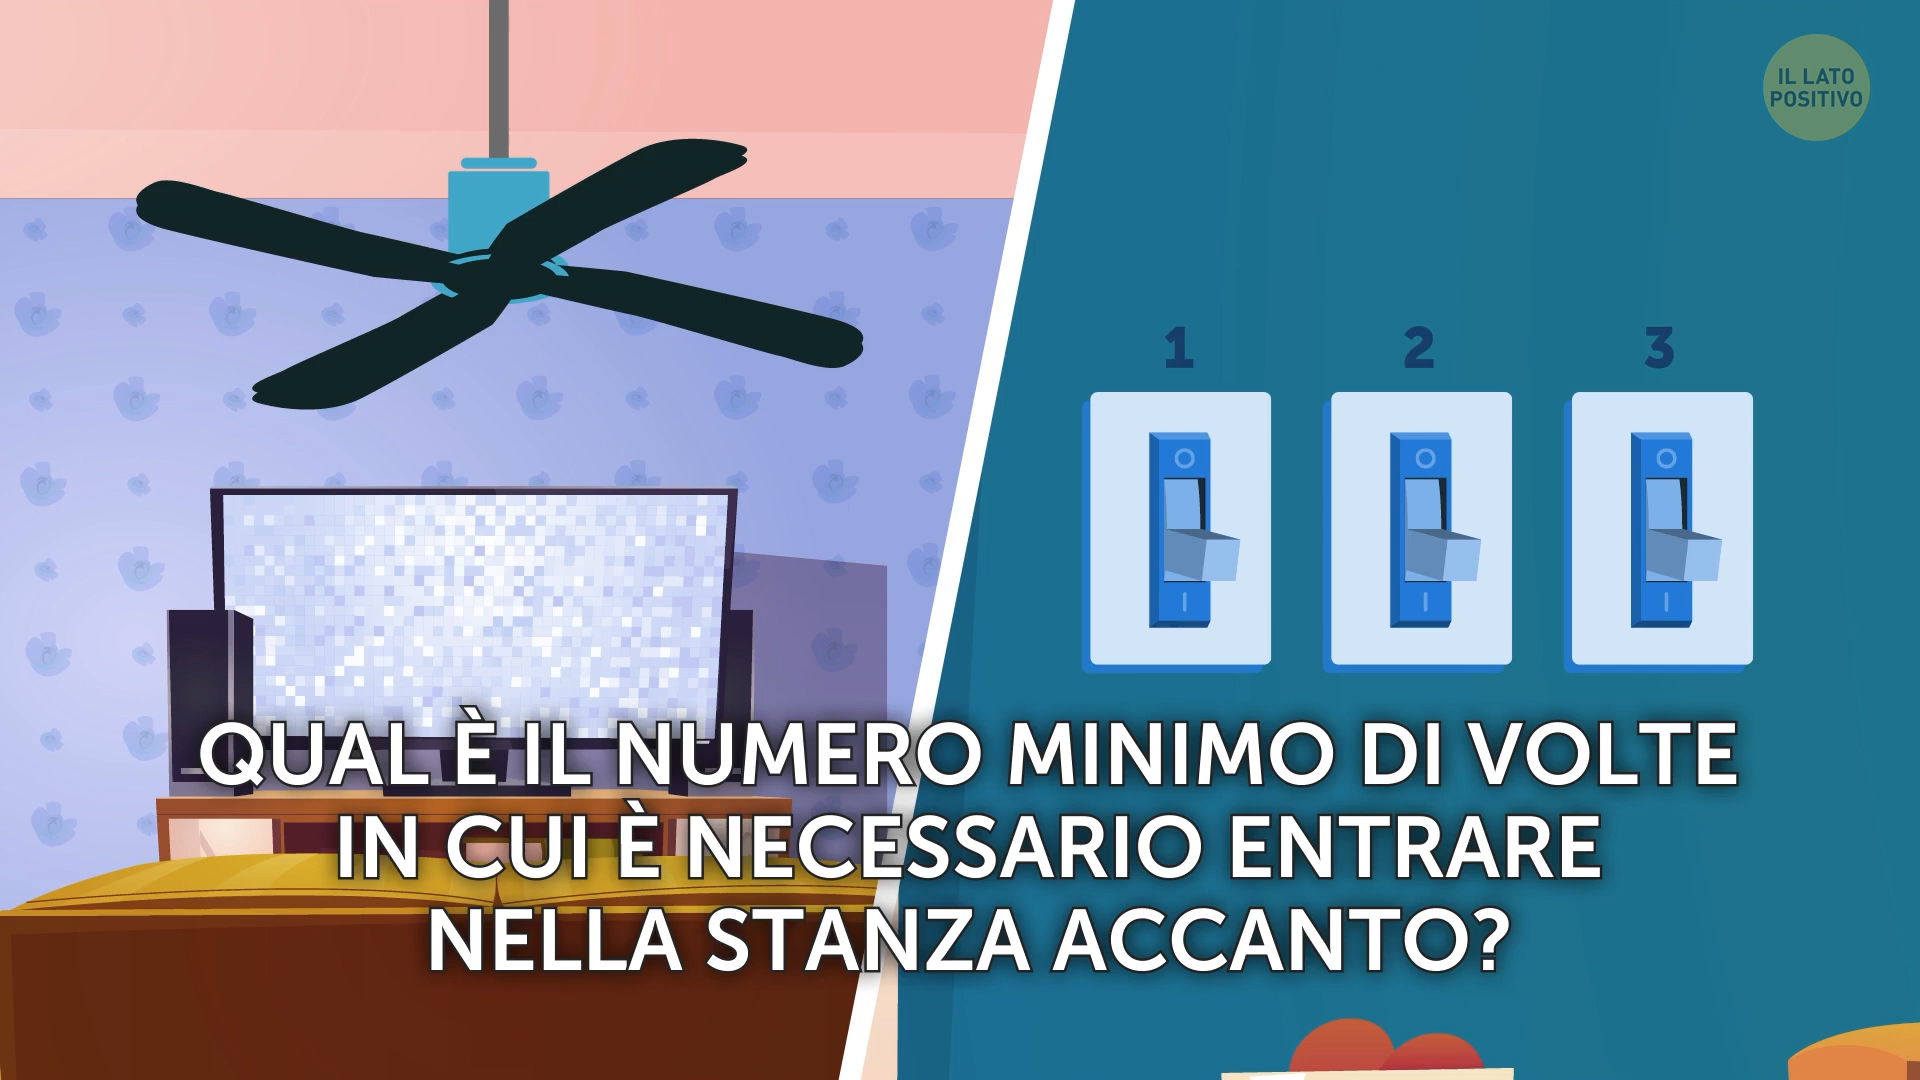 IL LATO
POSITIVO
1 2 3
QUAL È IL NUMERO MINIMO DI VOLTE
IN CUI È NECESSARIO ENTRARE
NELLA STANZA ACCANTO?